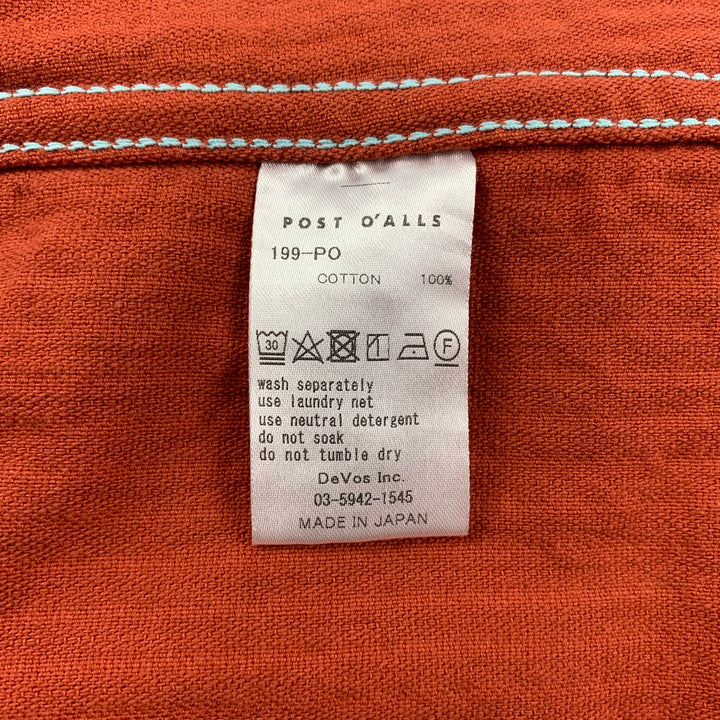 POST O'ALLS
199-PO
COTTON 100%
30 F
wash separately
use laundry net
use neutral detergent
do not soak
do not tumble dry
DeVos Inc.
03-5942-1545
MADE IN JAPAN